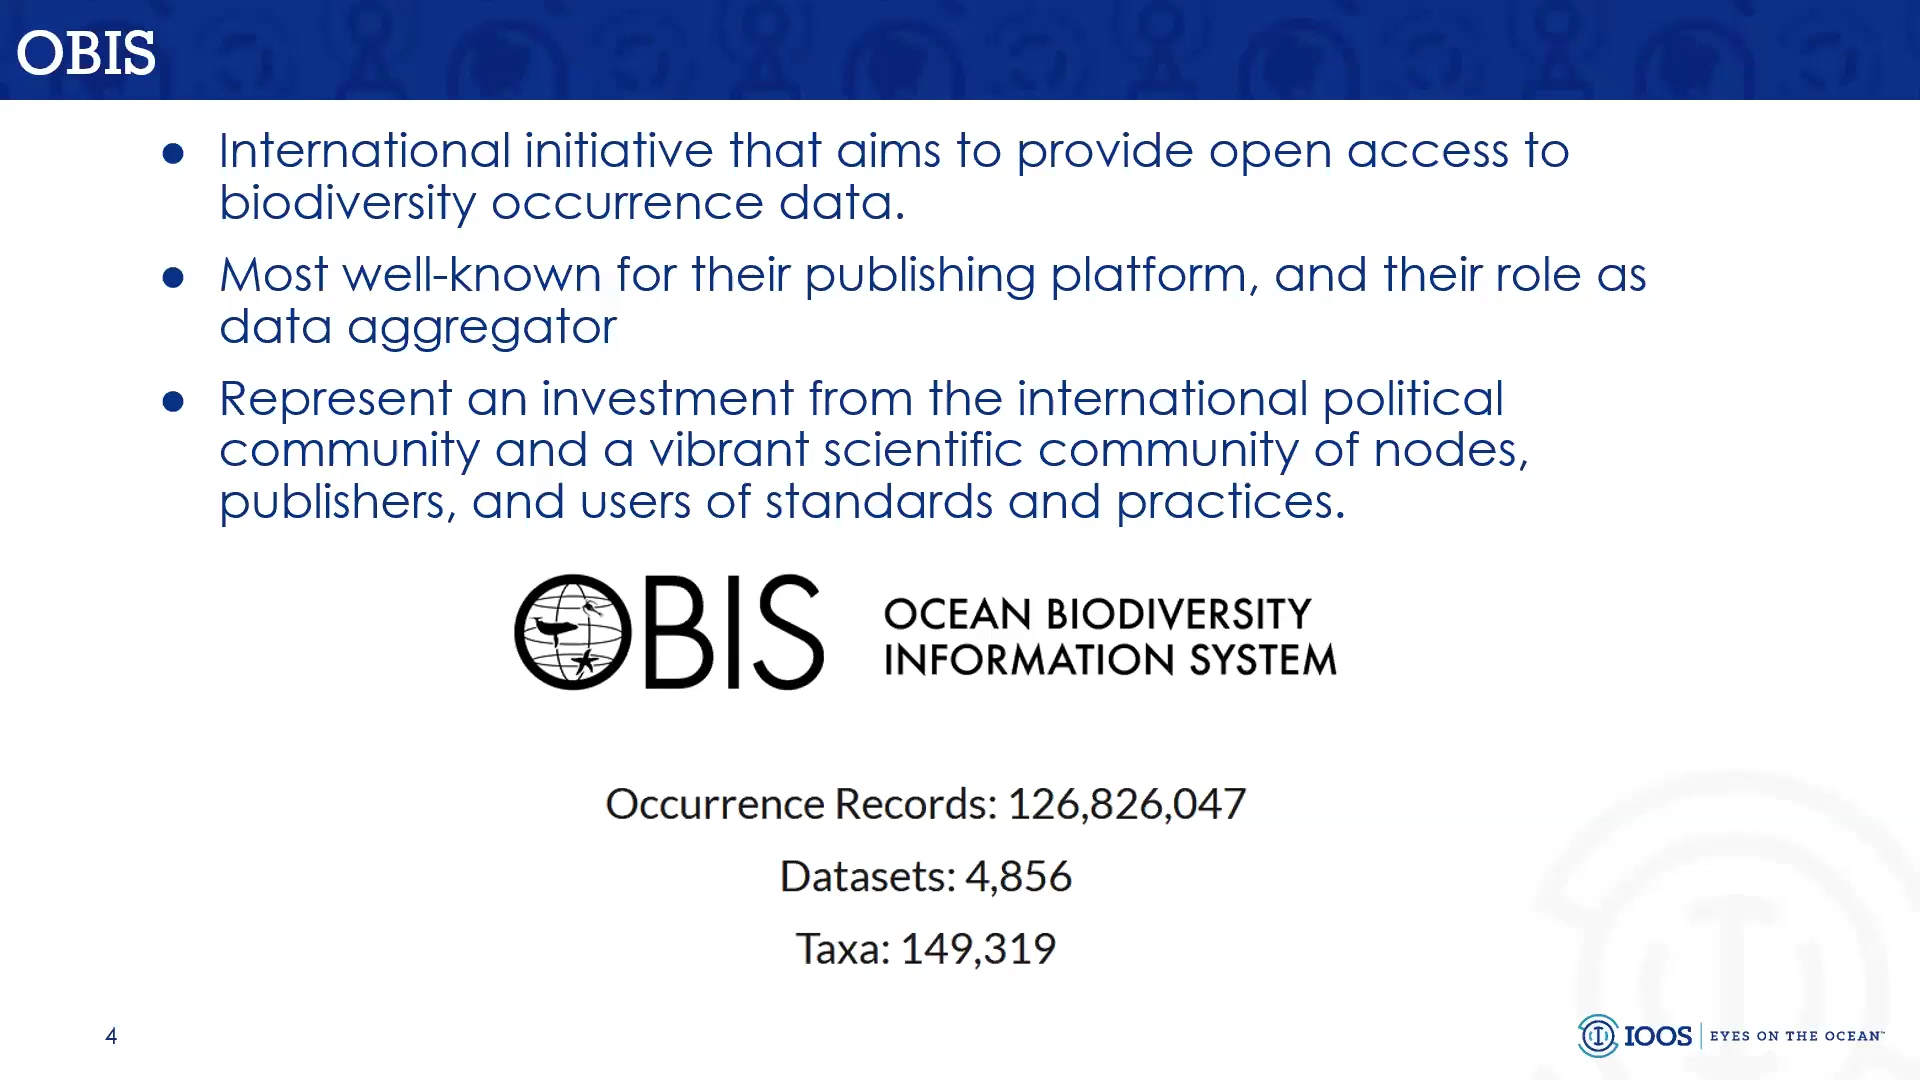 OBIS
● International initiative that aims to provide open access to
biodiversity occurrence data.
● Most well-known for their publishing platform, and their role as
data aggregator
● Represent an investment from the international political
community and a vibrant scientific community of nodes,
publishers, and users of standards and practices.
OBIS
OCEAN BIODIVERSITY
INFORMATION SYSTEM
Occurrence Records: 126,826,047
Datasets: 4,856
Taxa: 149,319
4
IOOS | EYES ON THE OCEAN™